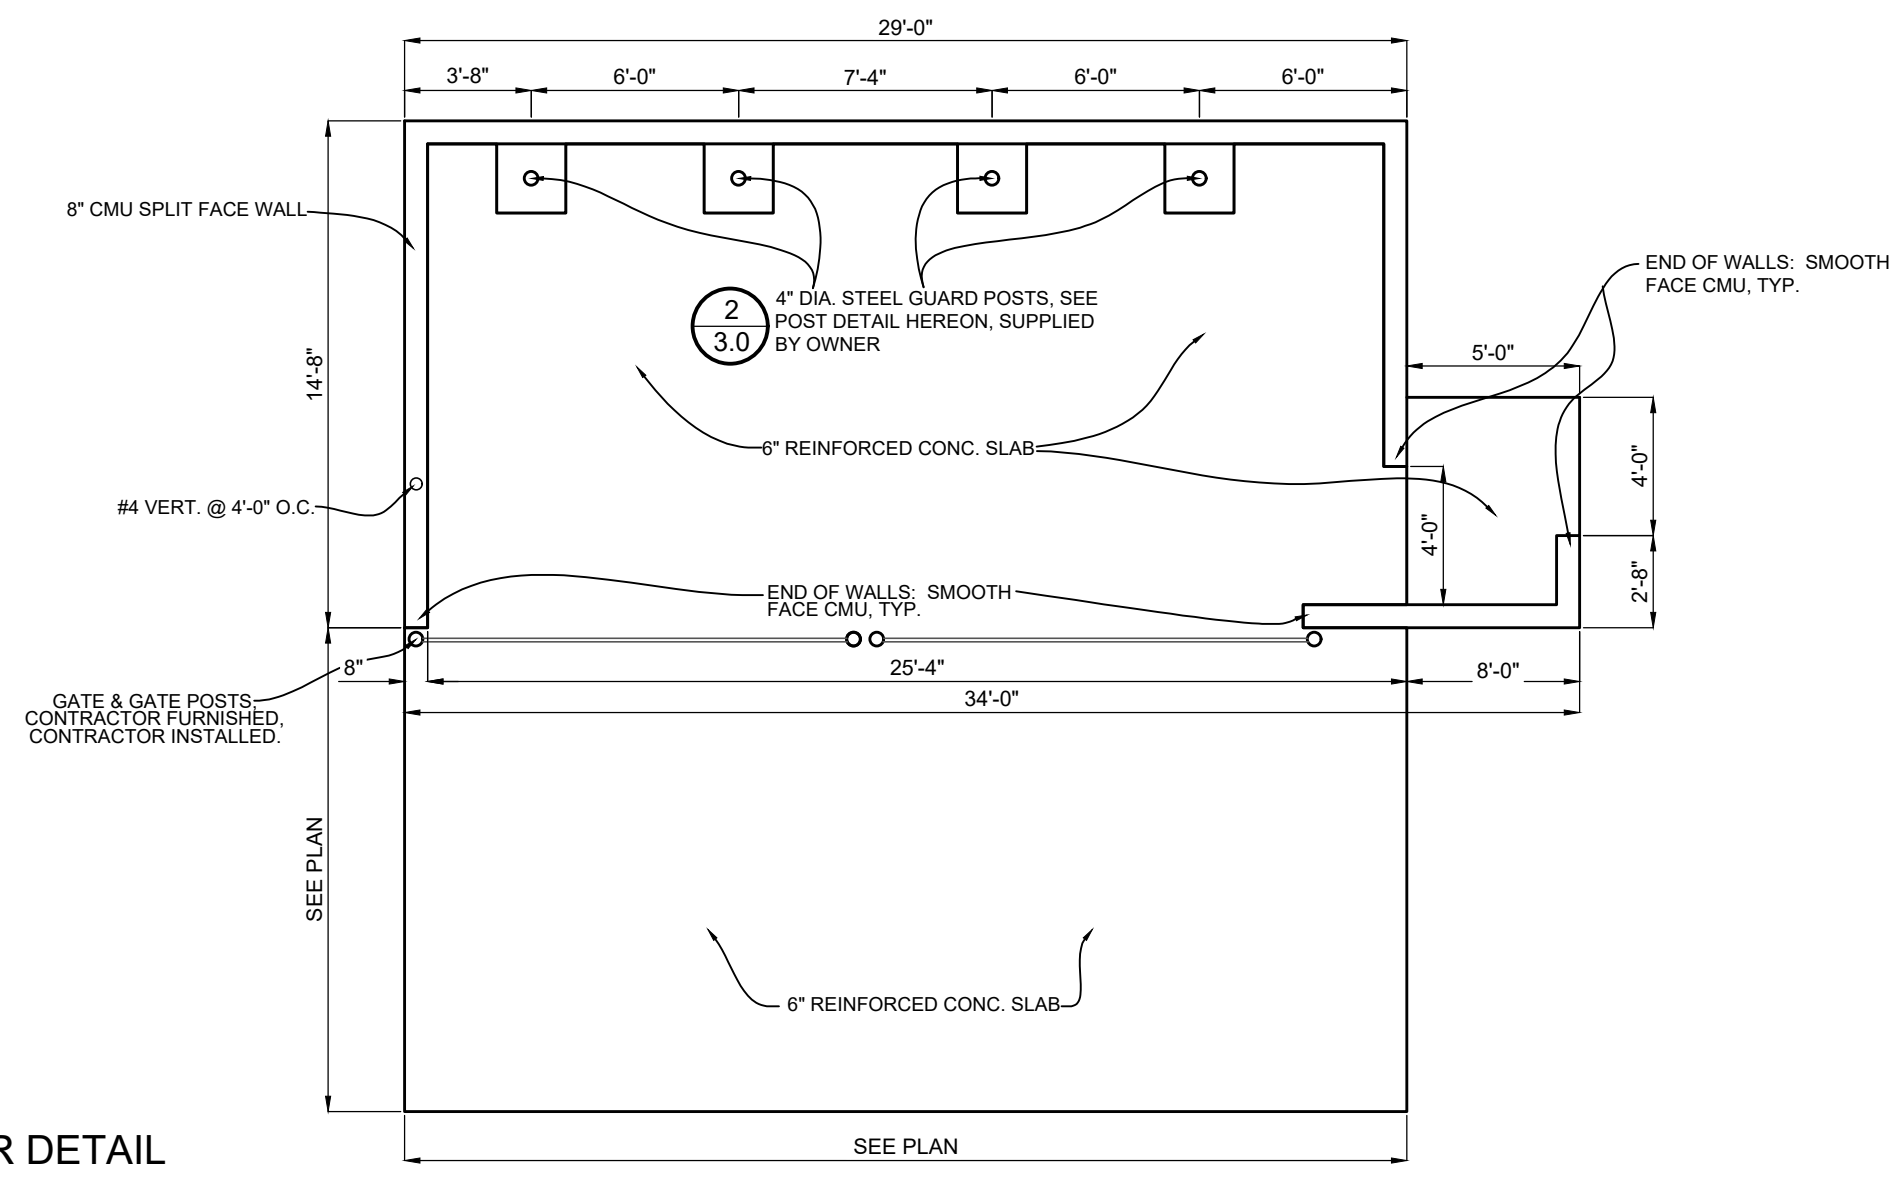 29'-0"
3'-8"
6'-0"
7'-4"
6'-0"
6'-0"
8" CMU SPLIT FACE WALL
END OF WALLS: SMOOTH
FACE CMU, TYP.
2
3.0
4" DIA. STEEL GUARD POSTS, SEE
POST DETAIL HEREON, SUPPLIED
BY OWNER
14'-8"
5'-0"
6" REINFORCED CONC. SLAB
4'-0"
#4 VERT. @ 4'-0" O.C.
4'-0"
2'-8"
END OF WALLS: SMOOTH
FACE CMU, TYP.
8"
25'-4"
8'-0"
34'-0"
GATE & GATE POSTS,
CONTRACTOR FURNISHED,
CONTRACTOR INSTALLED.
SEE PLAN
6" REINFORCED CONC. SLAB
SEE PLAN
R DETAIL